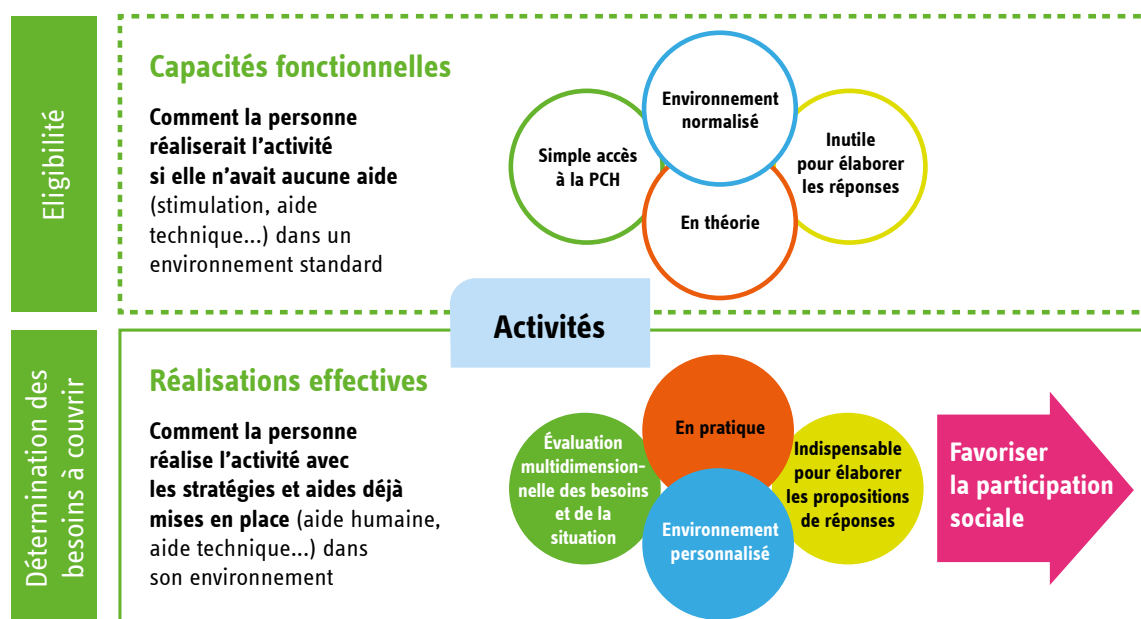 Eligibilité
Capacités fonctionnelles
Comment la personne
réaliserait l’activité
si elle n’avait aucune aide
(stimulation, aide
technique...) dans un
environnement standard
Simple accès
à la PCH
Environnement
normalisé
En théorie
Inutile
pour élaborer
les réponses
Activités
Détermination des
besoins à couvrir
Réalisations effectives
Comment la personne
réalise l’activité avec
les stratégies et aides déjà
mises en place (aide humaine,
aide technique...) dans
son environnement
Évaluation
multidimension-
nelle des besoins
et de la
situation
En pratique
Environnement
personnalisé
Indispensable
pour élaborer
les propositions
de réponses
Favoriser
la participation
sociale